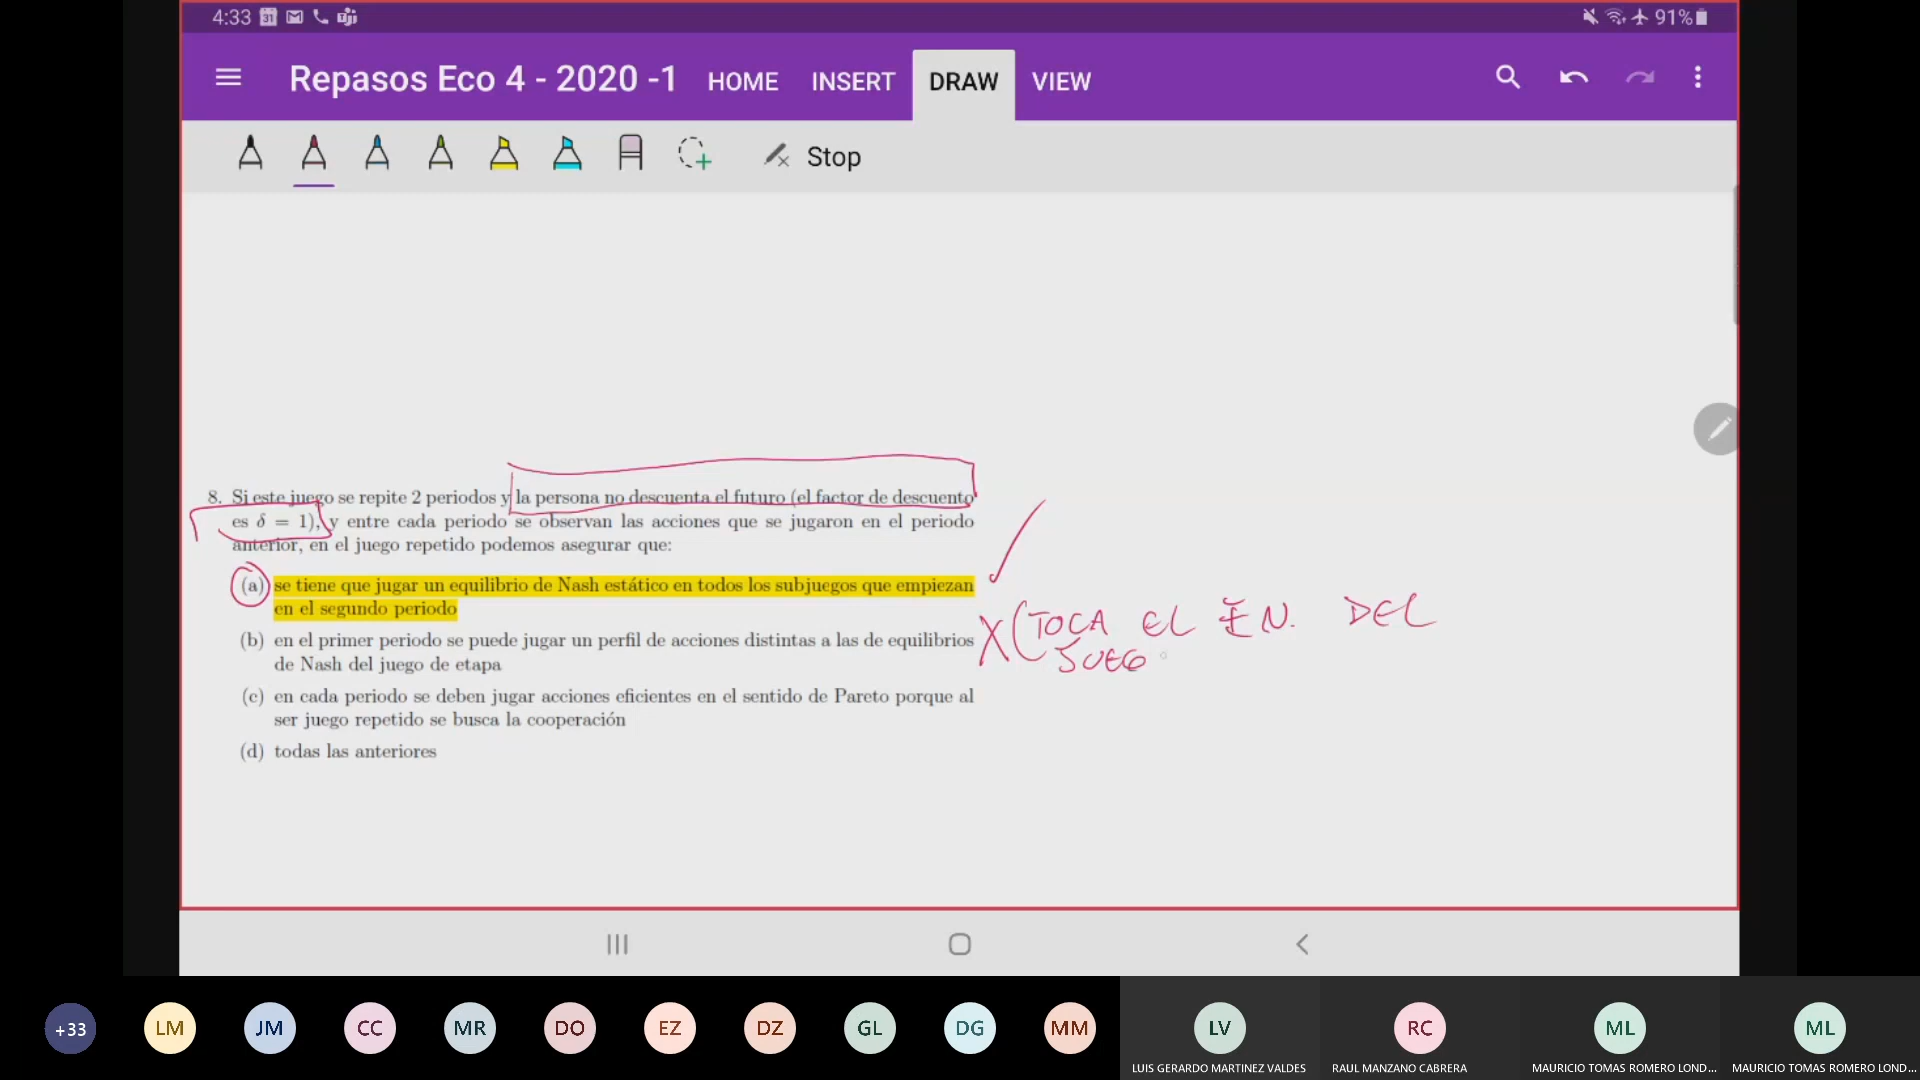 4:33 31 91%
Repasos Eco 4 - 2020 -1 HOME INSERT DRAW VIEW
Stop
8. Si este juego se repite 2 periodos y la persona no descuenta el futuro (el factor de descuento
es δ = 1), y entre cada periodo se observan las acciones que se jugaron en el periodo
anterior, en el juego repetido podemos asegurar que:
(a) se tiene que jugar un equilibrio de Nash estático en todos los subjuegos que empiezan
en el segundo periodo
(b) en el primer periodo se puede jugar un perfil de acciones distintas a las de equilibrios
de Nash del juego de etapa
X (TOCA EL EN. DEL
JUEG
(c) en cada periodo se deben jugar acciones eficientes en el sentido de Pareto porque al
ser juego repetido se busca la cooperación
(d) todas las anteriores
+33 LM JM CC MR DO EZ DZ GL DG MM LV RC ML ML
LUIS GERARDO MARTINEZ VALDES RAUL MANZANO CABRERA MAURICIO TOMAS ROMERO LOND... MAURICIO TOMAS ROMERO LOND...